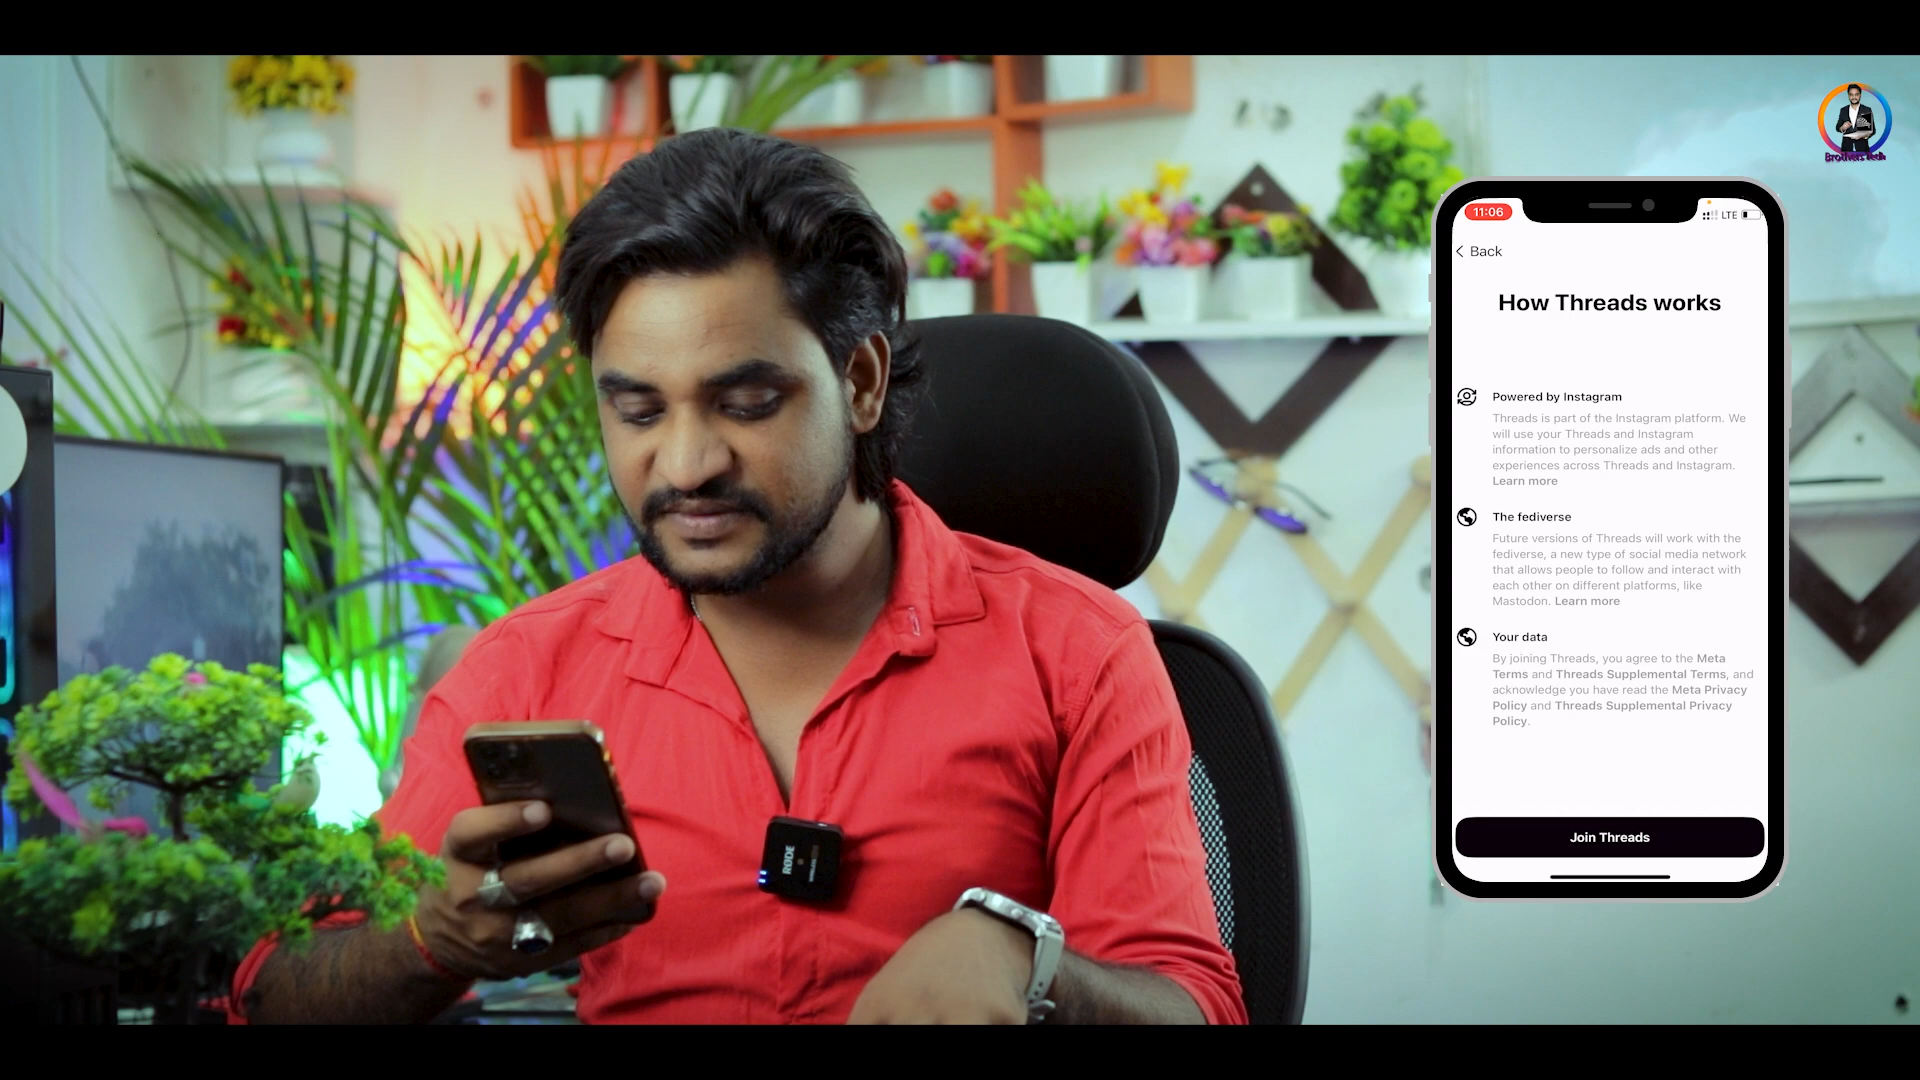 Brothers Tech
11:06
LTE
Back
How Threads works
Powered by Instagram
Threads is part of the Instagram platform. We
will use your Threads and Instagram
information to personalize ads and other
experiences across Threads and Instagram.
Learn more
The fediverse
Future versions of Threads will work with the
fediverse, a new type of social media network
that allows people to follow and interact with
each other on different platforms, like
Mastodon. Learn more
Your data
By joining Threads, you agree to the Meta
Terms and Threads Supplemental Terms, and
acknowledge you have read the Meta Privacy
Policy and Threads Supplemental Privacy
Policy.
Join Threads
RØDE